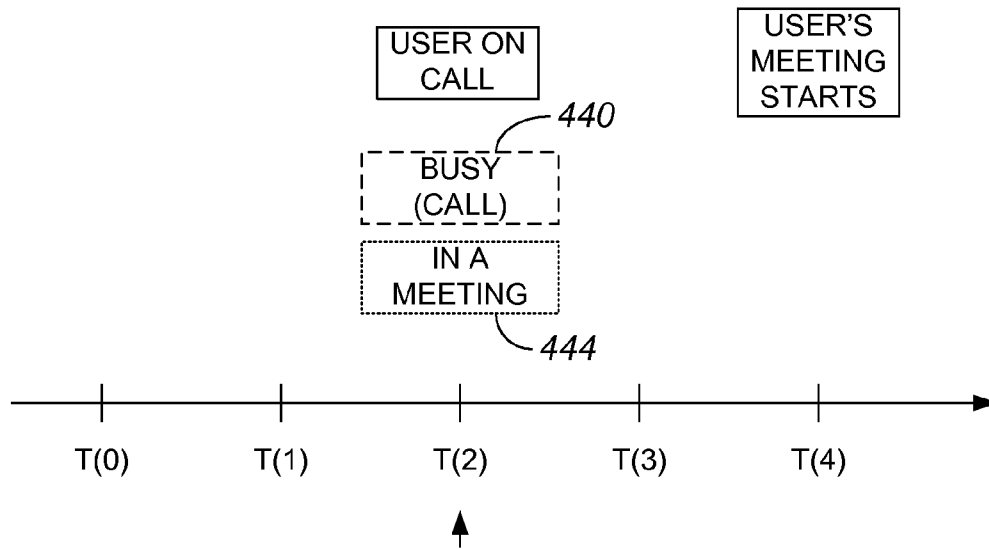 USER ON
CALL
USER'S
MEETING
STARTS
440
BUSY
(CALL)
IN A
MEETING
444
T(0) T(1) T(2) T(3) T(4)